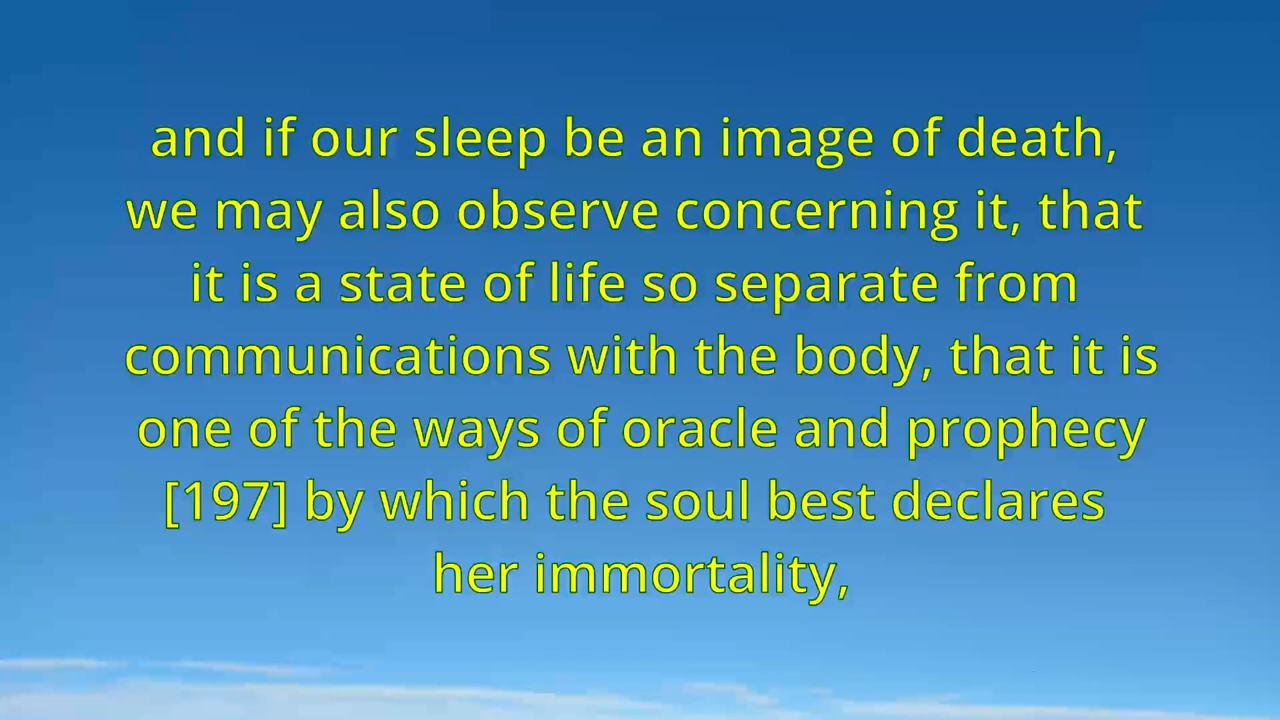 and if our sleep be an image of death,
we may also observe concerning it, that
it is a state of life so separate from
communications with the body, that it is
one of the ways of oracle and prophecy
[197] by which the soul best declares
her immortality,